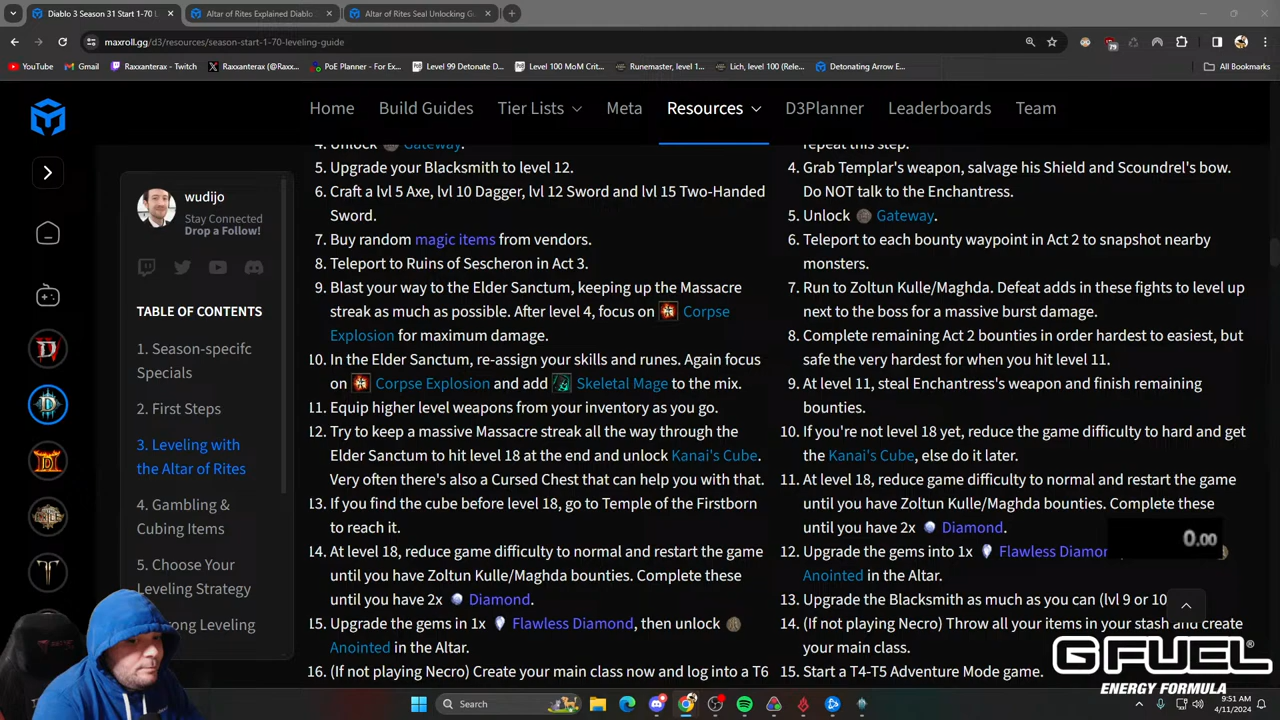 Diablo 3 Season 31 Start 1-70 L
Altar of Rites Explained Diablo
Altar of Rites Seal Unlocking G
maxroll.gg/d3/resources/season-start-1-70-leveling-guide
79
YouTube
Gmail
Raxxanterax - Twitch
Raxxanterax (@Raxx...
PoE Planner - For Ex...
Level 99 Detonate D...
Level 100 MoM Crit...
Runemaster, level 1...
Lich, level 100 (Rele...
Detonating Arrow E...
All Bookmarks
Home
Build Guides
Tier Lists
Meta
Resources
D3Planner
Leaderboards
Team
wudijo
Stay Connected
Drop a Follow!
TABLE OF CONTENTS
1. Season-specifc
Specials
2. First Steps
3. Leveling with
the Altar of Rites
4. Gambling &
Cubing Items
5. Choose Your
Leveling Strategy
rong Leveling
4. Unlock Gateway.
5. Upgrade your Blacksmith to level 12.
6. Craft a lvl 5 Axe, lvl 10 Dagger, lvl 12 Sword and lvl 15 Two-Handed
Sword.
7. Buy random magic items from vendors.
8. Teleport to Ruins of Sescheron in Act 3.
9. Blast your way to the Elder Sanctum, keeping up the Massacre
streak as much as possible. After level 4, focus on Corpse
Explosion for maximum damage.
10. In the Elder Sanctum, re-assign your skills and runes. Again focus
on Corpse Explosion and add Skeletal Mage to the mix.
11. Equip higher level weapons from your inventory as you go.
12. Try to keep a massive Massacre streak all the way through the
Elder Sanctum to hit level 18 at the end and unlock Kanai's Cube.
Very often there's also a Cursed Chest that can help you with that.
13. If you find the cube before level 18, go to Temple of the Firstborn
to reach it.
14. At level 18, reduce game difficulty to normal and restart the game
until you have Zoltun Kulle/Maghda bounties. Complete these
until you have 2x Diamond.
15. Upgrade the gems in 1x Flawless Diamond, then unlock
Anointed in the Altar.
16. (If not playing Necro) Create your main class now and log into a T6
repeat this step.
4. Grab Templar's weapon, salvage his Shield and Scoundrel's bow.
Do NOT talk to the Enchantress.
5. Unlock Gateway.
6. Teleport to each bounty waypoint in Act 2 to snapshot nearby
monsters.
7. Run to Zoltun Kulle/Maghda. Defeat adds in these fights to level up
next to the boss for a massive burst damage.
8. Complete remaining Act 2 bounties in order hardest to easiest, but
safe the very hardest for when you hit level 11.
9. At level 11, steal Enchantress's weapon and finish remaining
bounties.
10. If you're not level 18 yet, reduce the game difficulty to hard and get
the Kanai's Cube, else do it later.
11. At level 18, reduce game difficulty to normal and restart the game
until you have Zoltun Kulle/Maghda bounties. Complete these
until you have 2x Diamond.
12. Upgrade the gems into 1x Flawless Diamon
Anointed in the Altar.
13. Upgrade the Blacksmith as much as you can (lvl 9 or 10
14. (If not playing Necro) Throw all your items in your stash and create
your main class.
15. Start a T4-T5 Adventure Mode game.
0.00
G FUEL®
ENERGY FORMULA
Search
9:51 AM
4/11/2024